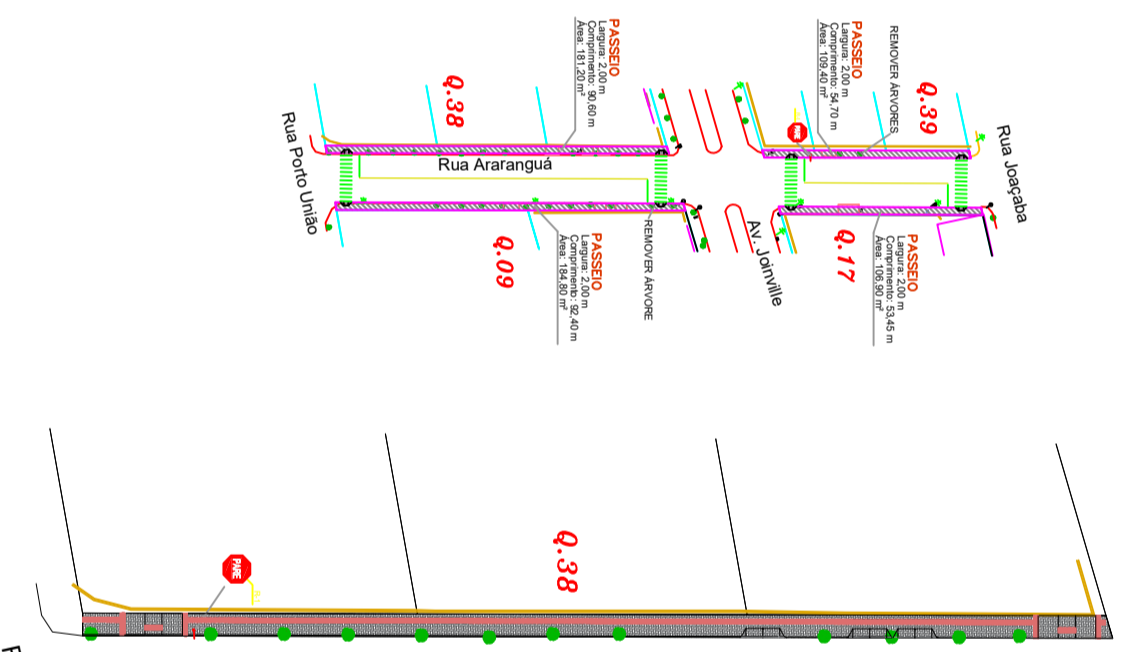 PASSEIO
Largura: 2,00 m
Comprimento: 90,60 m
Área: 181,20 m²
REMOVER ÁRVORES
PASSEIO
Largura: 2,00 m
Comprimento: 54,70 m
Área: 109,40 m²
Q.38
Q.39
Rua Joaçaba
Rua Porto União
Rua Araranguá
Av. Joinville
Q.09
Q.17
PASSEIO
Largura: 2,00 m
Comprimento: 92,40 m
Área: 184,80 m²
REMOVER ÁRVORE
PASSEIO
Largura: 2,00 m
Comprimento: 53,45 m
Área: 106,90 m²
PARE
Q.38
PARE